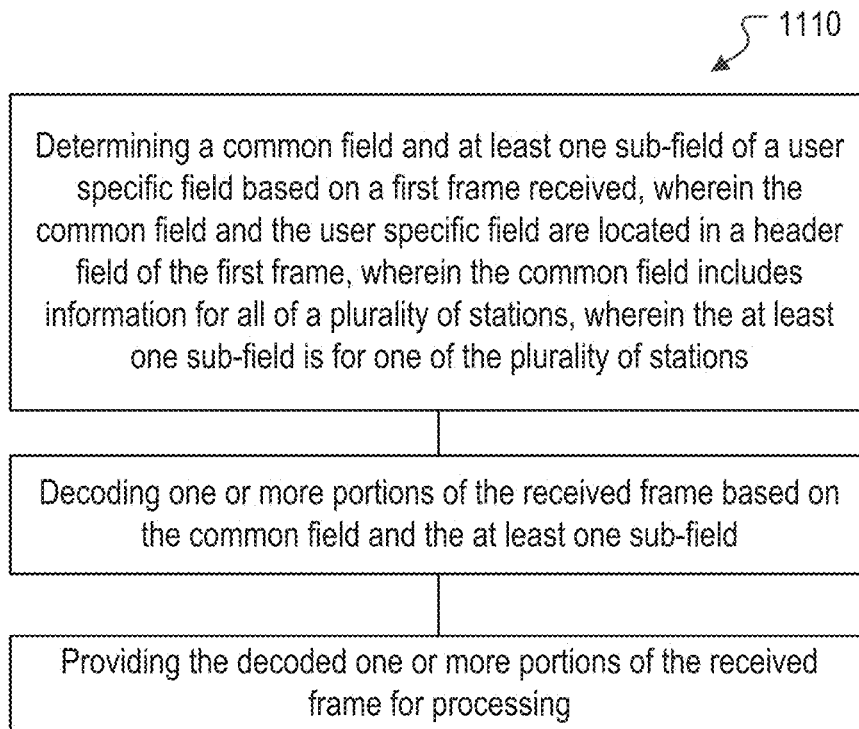 1110
Determining a common field and at least one sub-field of a user
specific field based on a first frame received, wherein the
common field and the user specific field are located in a header
field of the first frame, wherein the common field includes
information for all of a plurality of stations, wherein the at least
one sub-field is for one of the plurality of stations
Decoding one or more portions of the received frame based on
the common field and the at least one sub-field
Providing the decoded one or more portions of the received
frame for processing